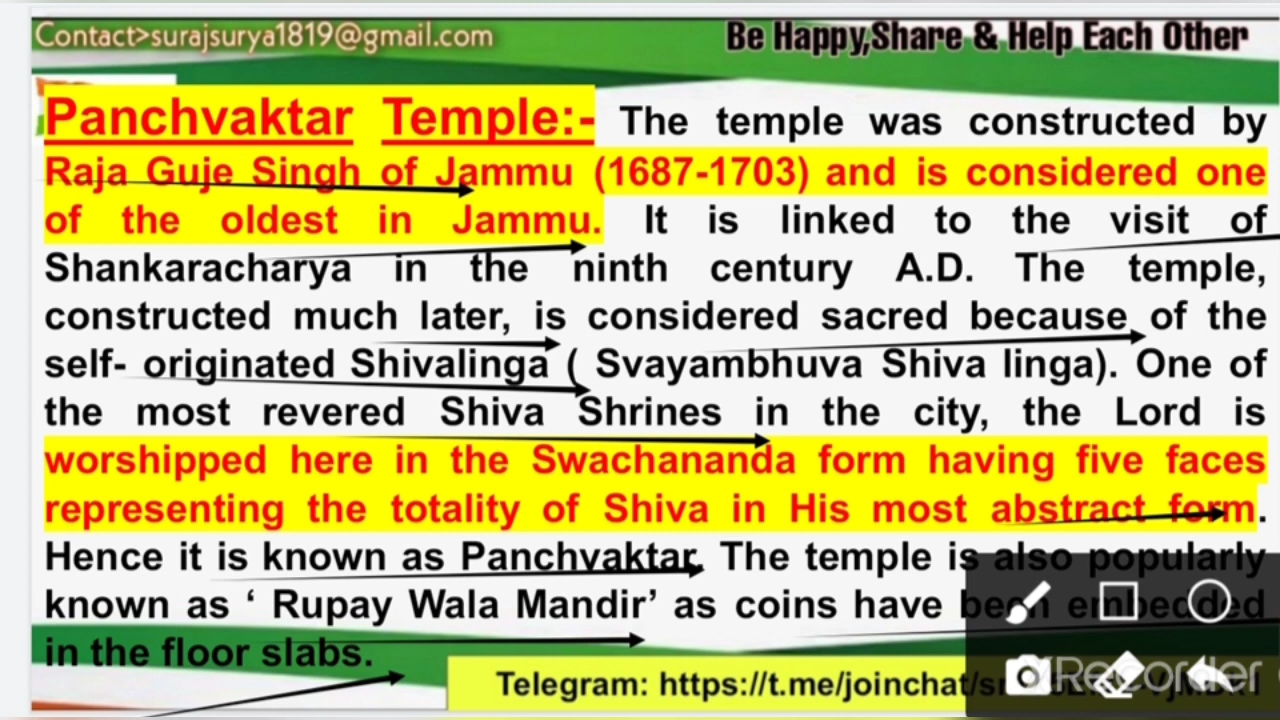 Contact>surajsurya1819@gmail.com
Be Happy,Share & Help Each Other
Panchvaktar Temple:- The temple was constructed by
Raja Guje Singh of Jammu (1687-1703) and is considered one
of the oldest in Jammu. It is linked to the visit of
Shankaracharya in the ninth century A.D. The temple,
constructed much later, is considered sacred because of the
self- originated Shivalinga ( Svayambhuva Shiva linga). One of
the most revered Shiva Shrines in the city, the Lord is
worshipped here in the Swachananda form having five faces
representing the totality of Shiva in His most abstract form.
Hence it is known as Panchvaktar. The temple is also popularly
known as ‘ Rupay Wala Mandir’ as coins have been embedded
in the floor slabs.
Telegram: https://t.me/joinchat/
VRecorder